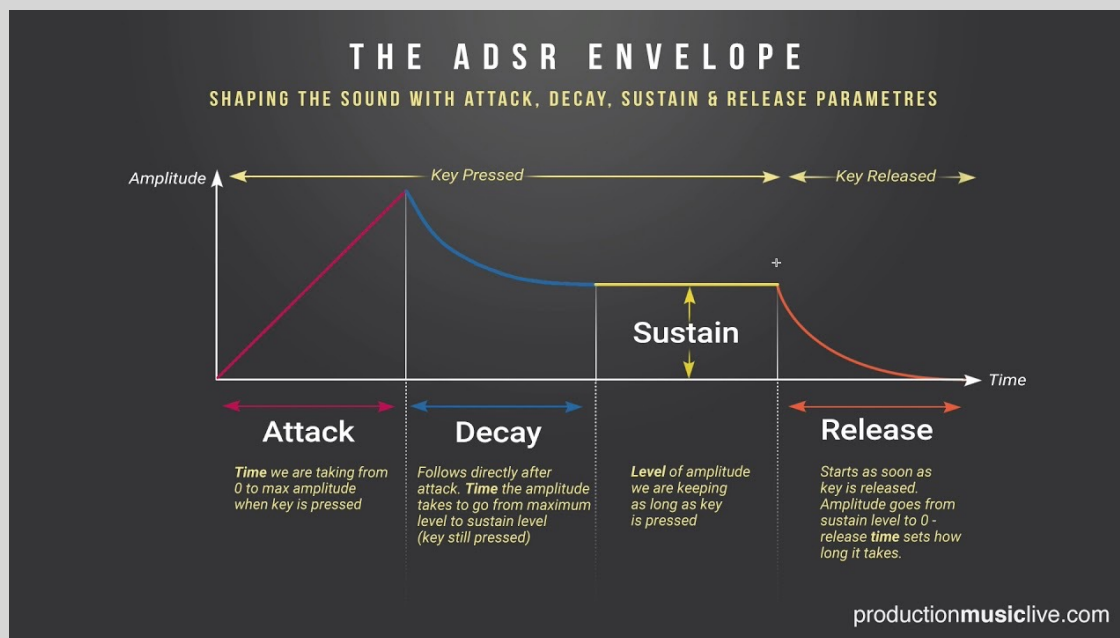 THE ADSR ENVELOPE
SHAPING THE SOUND WITH ATTACK, DECAY, SUSTAIN & RELEASE PARAMETRES
Amplitude
Key Pressed
Key Released
Sustain
Time
Attack
Time we are taking from
0 to max amplitude
when key is pressed
Decay
Follows directly after
attack. Time the amplitude
takes to go from maximum
level to sustain level
(key still pressed)
Level of amplitude
we are keeping
as long as key
is pressed
Release
Starts as soon as
key is released.
Amplitude goes from
sustain level to 0 -
release time sets how
long it takes.
productionmusiclive.com